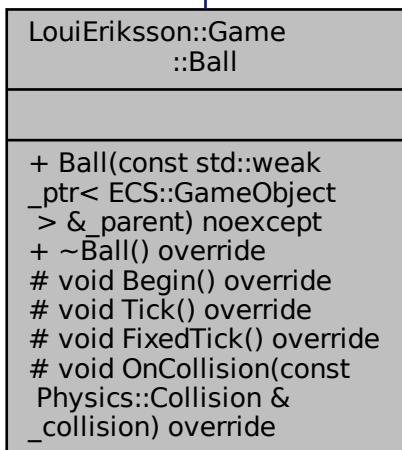 LouiEriksson::Game
::Ball
+ Ball(const std::weak
_ptr< ECS::GameObject
 > &_parent) noexcept
+ ~Ball() override
# void Begin() override
# void Tick() override
# void FixedTick() override
# void OnCollision(const
 Physics::Collision &
_collision) override